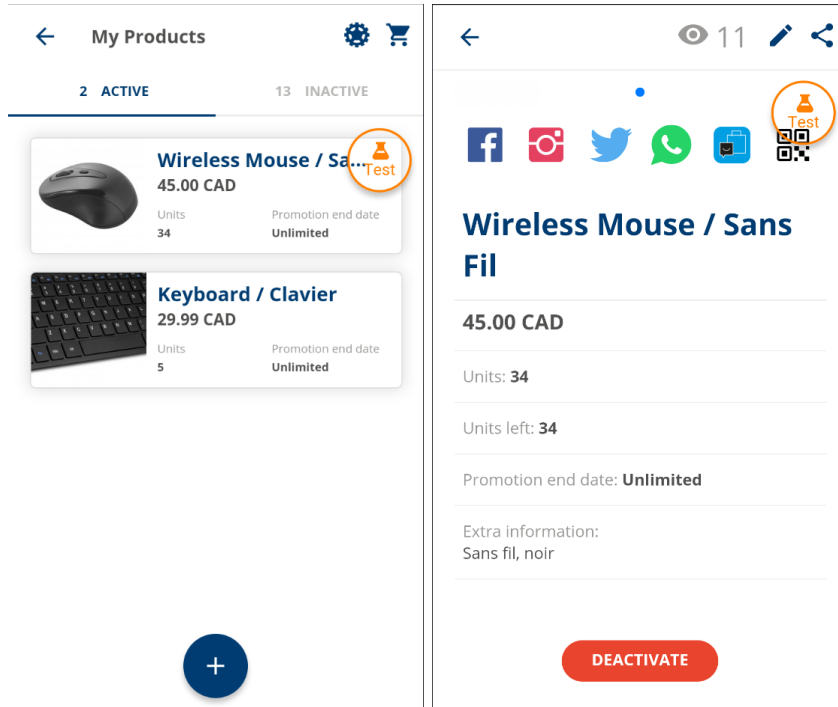 My Products
2 ACTIVE
13 INACTIVE
Wireless Mouse / Sa...
Test
45.00 CAD
Units
Promotion end date
34
Unlimited
Keyboard / Clavier
29.99 CAD
Units
Promotion end date
5
Unlimited
+
11
Test
Wireless Mouse / Sans
Fil
45.00 CAD
Units: 34
Units left: 34
Promotion end date: Unlimited
Extra information:
Sans fil, noir
DEACTIVATE